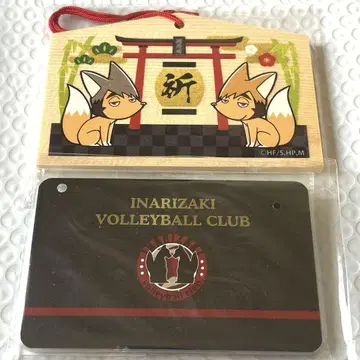 祈
©HF/S,HP,M
INARIZAKI
VOLLEYBALL CLUB